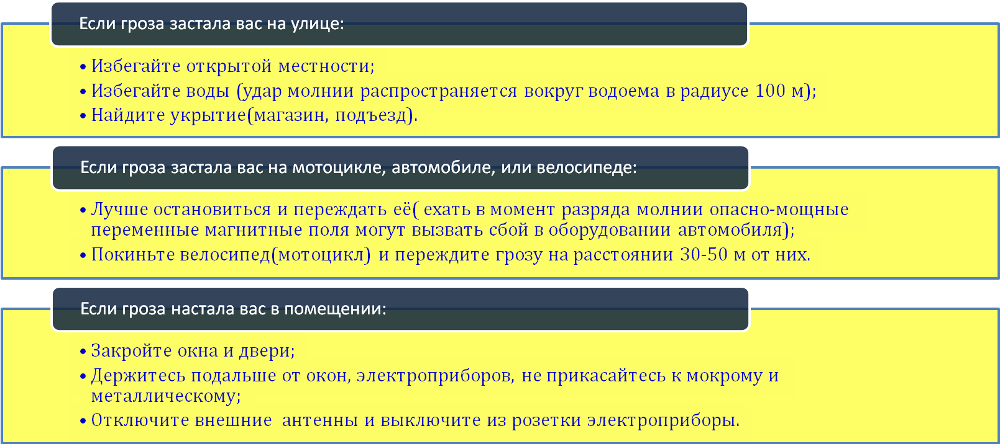 Если гроза застала вас на улице:
• Избегайте открытой местности;
• Избегайте воды (удар молнии распространяется вокруг водоема в радиусе 100 м);
• Найдите укрытие(магазин, подъезд).
Если гроза застала вас на мотоцикле, автомобиле, или велосипеде:
• Лучше остановиться и переждать её( ехать в момент разряда молнии опасно-мощные
переменные магнитные поля могут вызвать сбой в оборудовании автомобиля);
• Покиньте велосипед(мотоцикл) и переждите грозу на расстоянии 30-50 м от них.
Если гроза настала вас в помещении:
• Закройте окна и двери;
• Держитесь подальше от окон, электроприборов, не прикасайтесь к мокрому и
металлическому;
• Отключите внешние  антенны и выключите из розетки электроприборы.